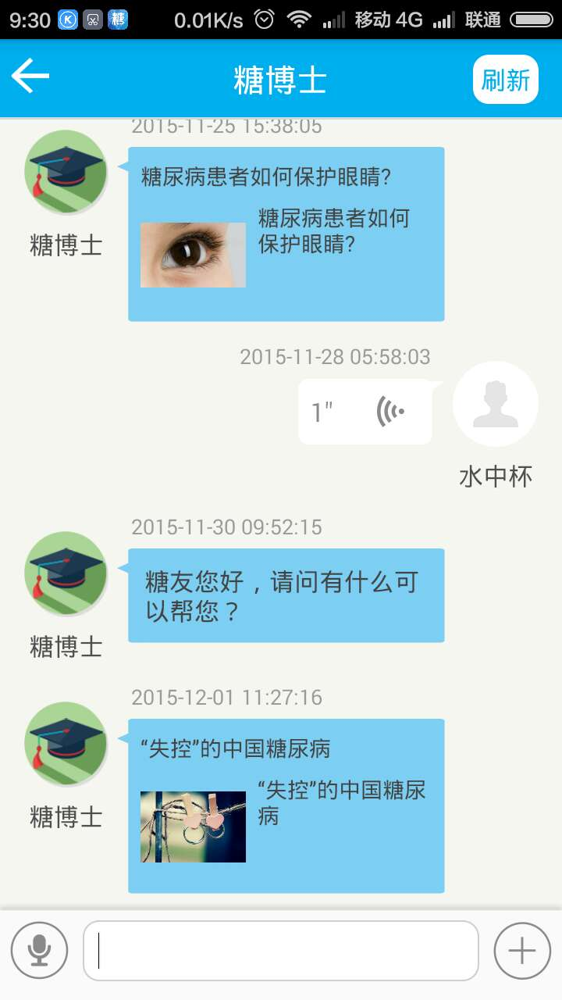 9:30 K 糖 0.01K/s 移动 4G 联通
糖博士
刷新
2015-11-25 15:38:05
糖尿病患者如何保护眼睛?
糖尿病患者如何
保护眼睛?
糖博士
2015-11-28 05:58:03
1"
水中杯
2015-11-30 09:52:15
糖友您好，请问有什么可
以帮您？
糖博士
2015-12-01 11:27:16
“失控”的中国糖尿病
“失控”的中国糖尿
病
糖博士